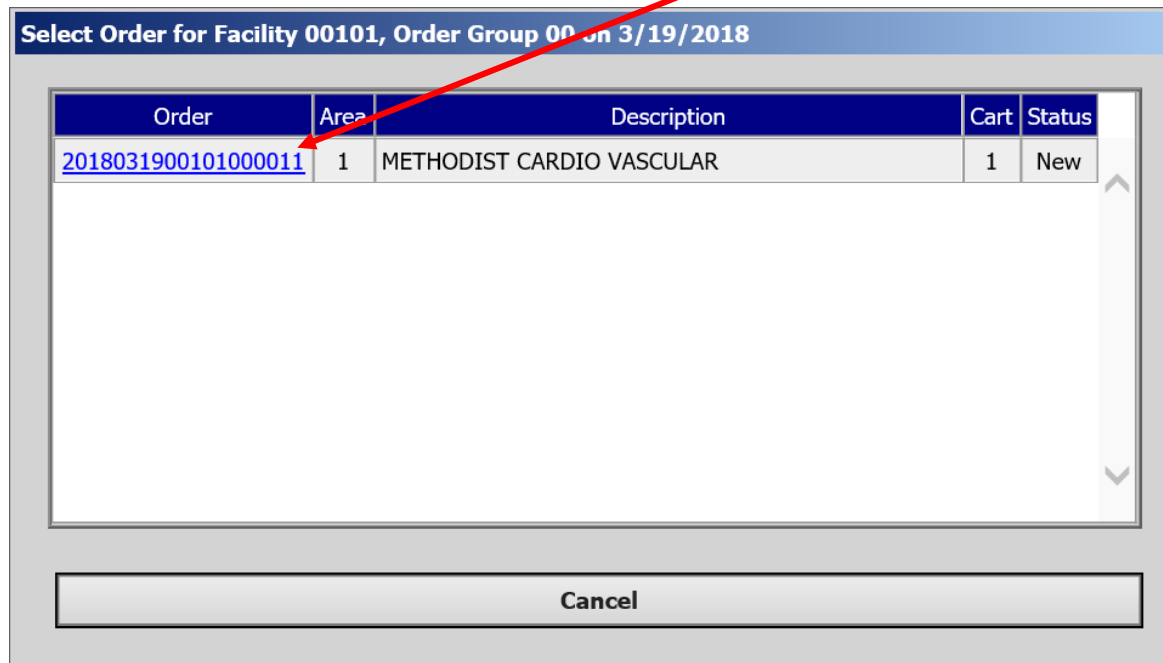 Select Order for Facility 00101, Order Group 00 on 3/19/2018
Order Area Description Cart Status
2018031900101000011 1 METHODIST CARDIO VASCULAR 1 New
Cancel